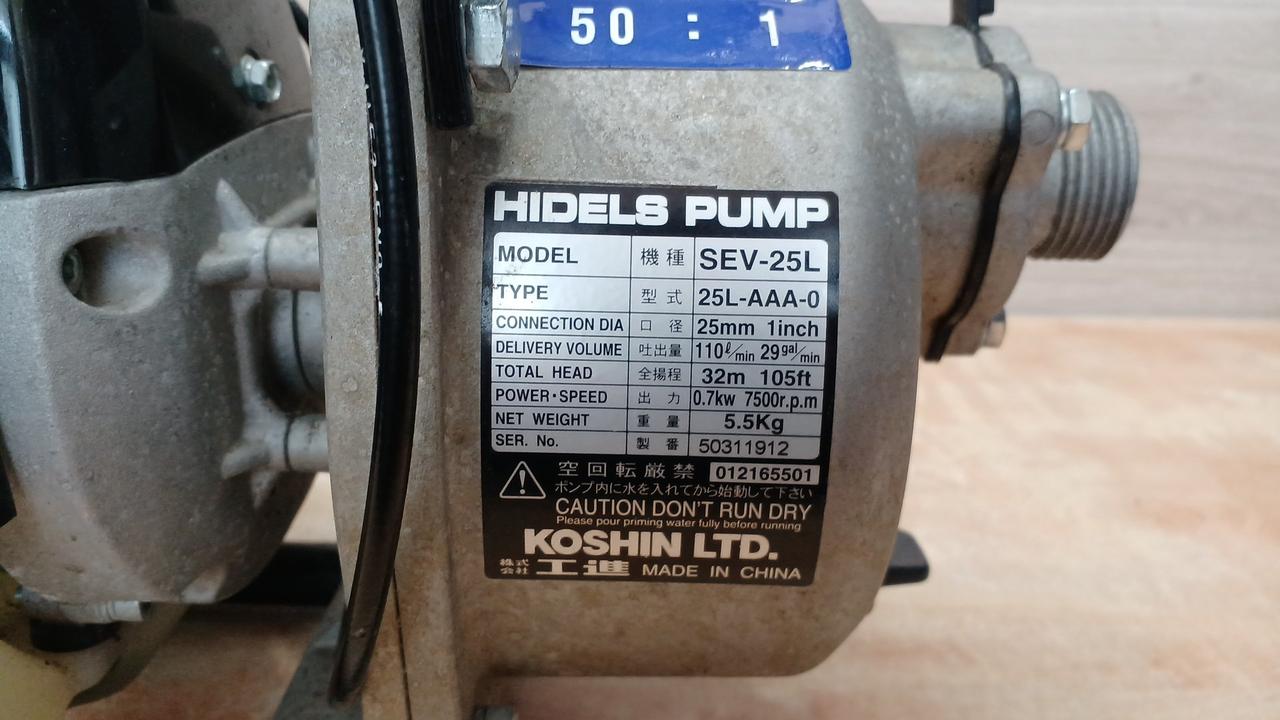 50 : 1
HIDELS PUMP
MODEL 機種 SEV-25L
TYPE 型式 25L-AAA-0
CONNECTION DIA 口径 25mm 1inch
DELIVERY VOLUME 吐出量 110ℓ/min 29gal/min
TOTAL HEAD 全揚程 32m 105ft
POWER・SPEED 出力 0.7kw 7500r.p.m
NET WEIGHT 重量 5.5Kg
SER. No. 製番 50311912
空回転厳禁 012165501
ポンプ内に水を入れてから始動して下さい
CAUTION DON'T RUN DRY
Please pour priming water fully before running
KOSHIN LTD.
株式会社 工進 MADE IN CHINA